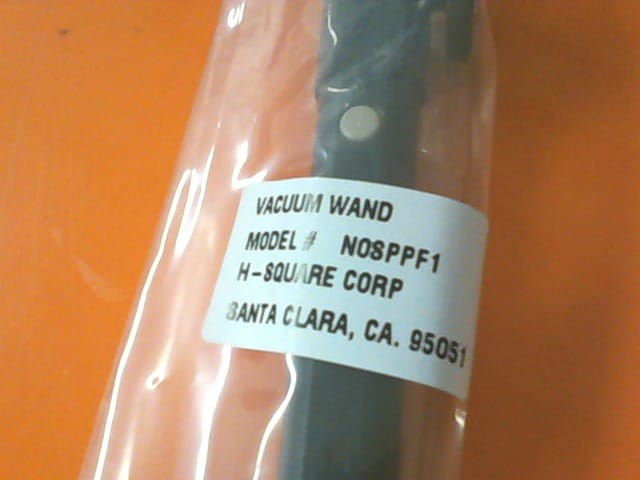 VACUUM WAND
MODEL # NOSPPF1
H-SQUARE CORP
SANTA CLARA, CA. 95051